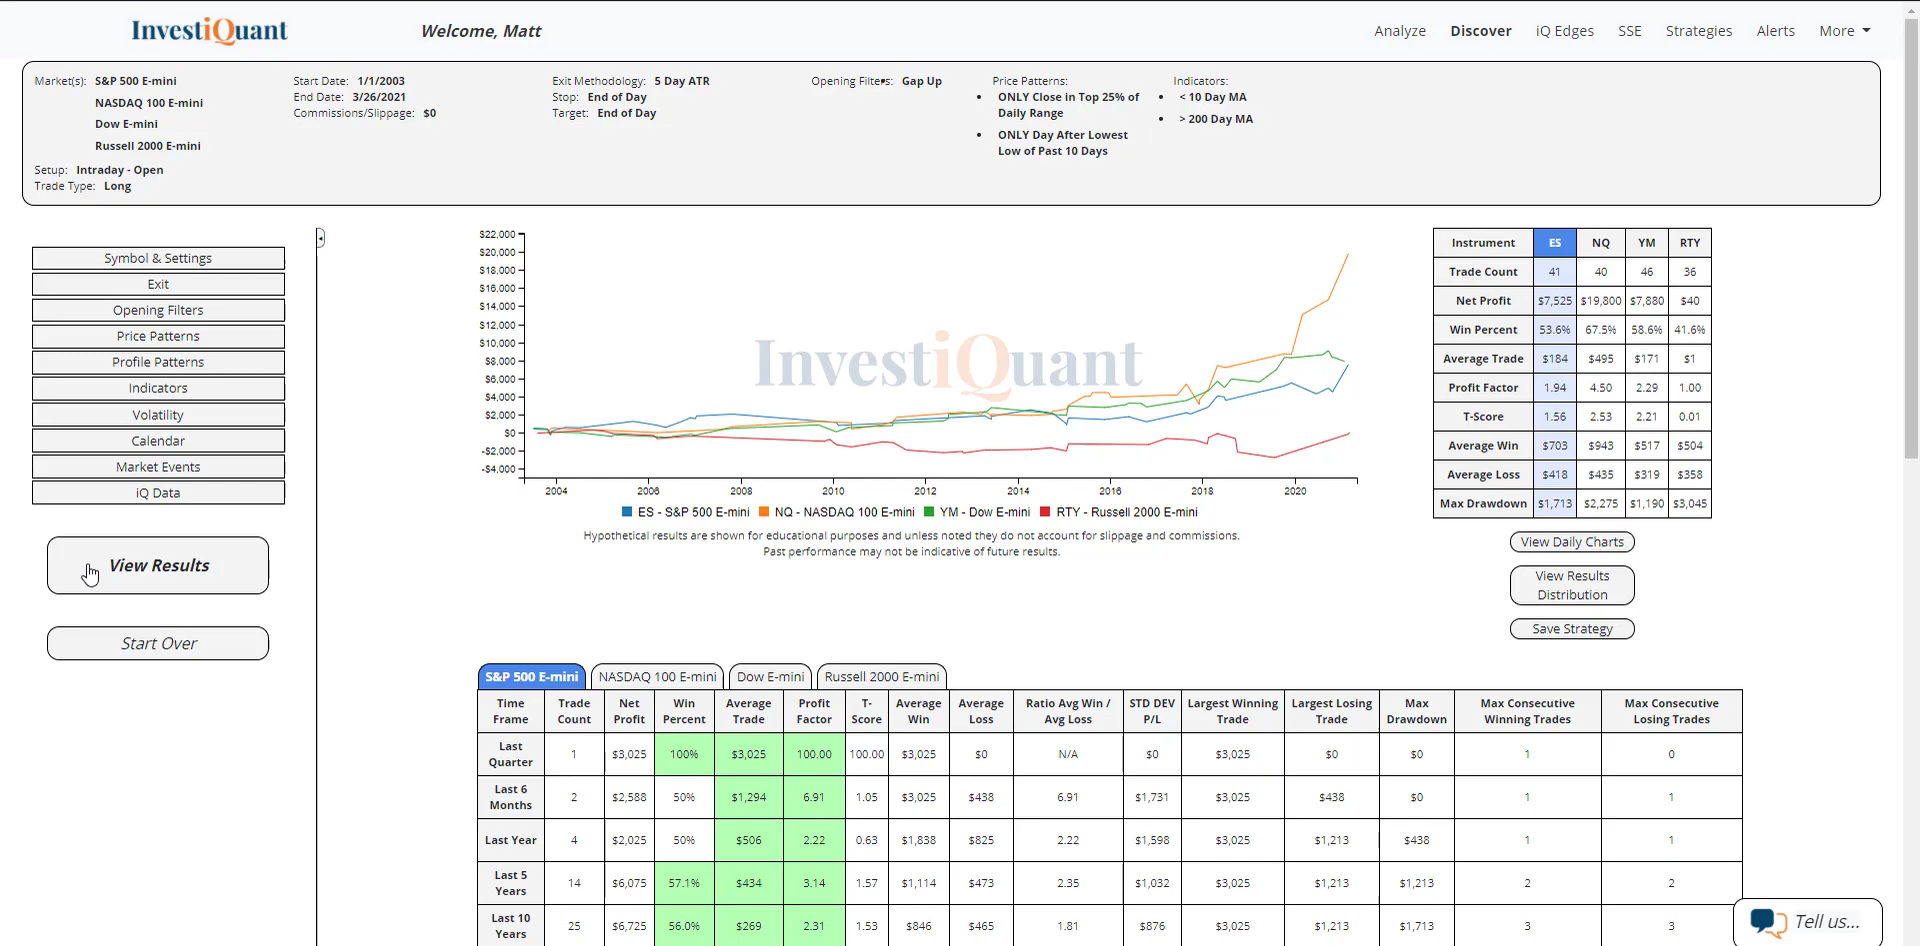 InvestiQuant
Welcome, Matt
Analyze Discover iQ Edges SSE Strategies Alerts More
Market(s): S&P 500 E-mini
NASDAQ 100 E-mini
Dow E-mini
Russell 2000 E-mini
Setup: Intraday - Open
Trade Type: Long
Start Date: 1/1/2003
End Date: 3/26/2021
Commissions/Slippage: $0
Exit Methodology: 5 Day ATR
Stop: End of Day
Target: End of Day
Opening Filters: Gap Up
Price Patterns:
• ONLY Close in Top 25% of
Daily Range
• ONLY Day After Lowest
Low of Past 10 Days
Indicators:
• < 10 Day MA
• > 200 Day MA
Symbol & Settings
Exit
Opening Filters
Price Patterns
Profile Patterns
Indicators
Volatility
Calendar
Market Events
iQ Data
View Results
Start Over
$22,000
$20,000
$18,000
$16,000
$14,000
$12,000
$10,000
$8,000
$6,000
$4,000
$2,000
$0
-$2,000
-$4,000
InvestiQuant
2004 2006 2008 2010 2012 2014 2016 2018 2020
ES - S&P 500 E-mini NQ - NASDAQ 100 E-mini YM - Dow E-mini RTY - Russell 2000 E-mini
Hypothetical results are shown for educational purposes and unless noted they do not account for slippage and commissions.
Past performance may not be indicative of future results.
Instrument ES NQ YM RTY
Trade Count 41 40 46 36
Net Profit $7,525 $19,800 $7,880 $40
Win Percent 53.6% 67.5% 58.6% 41.6%
Average Trade $184 $495 $171 $1
Profit Factor 1.94 4.50 2.29 1.00
T-Score 1.56 2.53 2.21 0.01
Average Win $703 $943 $517 $504
Average Loss $418 $435 $319 $358
Max Drawdown $1,713 $2,275 $1,190 $3,045
View Daily Charts
View Results
Distribution
Save Strategy
S&P 500 E-mini NASDAQ 100 E-mini Dow E-mini Russell 2000 E-mini
Time Trade Net Win Average Profit T- Average Average Ratio Avg Win / STD DEV Largest Winning Largest Losing Max Max Consecutive Max Consecutive
Frame Count Profit Percent Trade Factor Score Win Loss Avg Loss P/L Trade Trade Drawdown Winning Trades Losing Trades
Last
Quarter 1 $3,025 100% $3,025 100.00 100.00 $3,025 $0 N/A $0 $3,025 $0 $0 1 0
Last 6
Months 2 $2,588 50% $1,294 6.91 1.05 $3,025 $438 6.91 $1,731 $3,025 $438 $0 1 1
Last Year 4 $2,025 50% $506 2.22 0.63 $1,838 $825 2.22 $1,598 $3,025 $1,213 $438 1 1
Last 5
Years 14 $6,075 57.1% $434 3.14 1.57 $1,114 $473 2.35 $1,032 $3,025 $1,213 $1,213 2 2
Last 10
Years 25 $6,725 56.0% $269 2.31 1.53 $846 $465 1.81 $876 $3,025 $1,213 $1,713 3 3
Tell us...